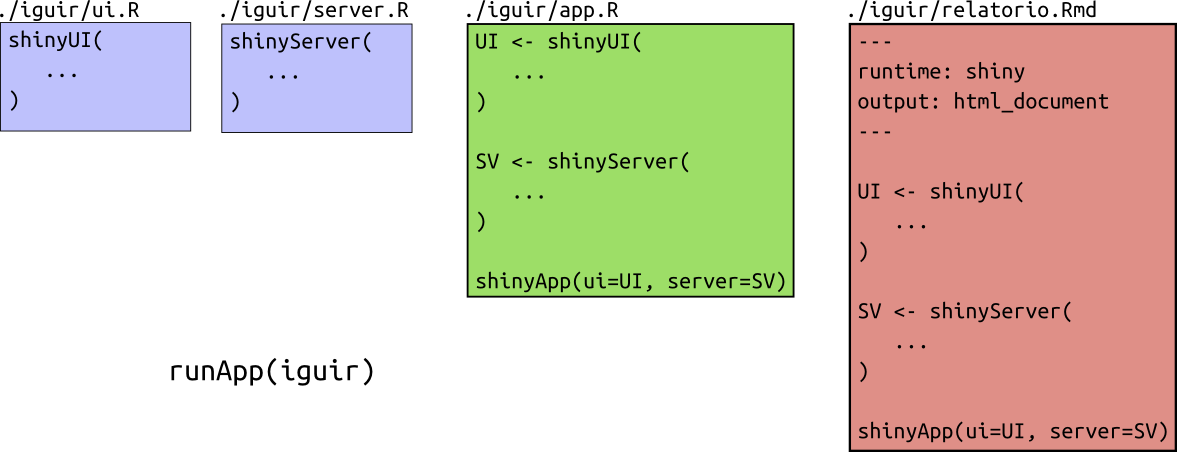 ./iguir/ui.R
shinyUI(
...
)
./iguir/server.R
shinyServer(
...
)
./iguir/app.R
UI <- shinyUI(
...
)
SV <- shinyServer(
...
)
shinyApp(ui=UI, server=SV)
./iguir/relatorio.Rmd
---
runtime: shiny
output: html_document
---
UI <- shinyUI(
...
)
SV <- shinyServer(
...
)
shinyApp(ui=UI, server=SV)
runApp(iguir)